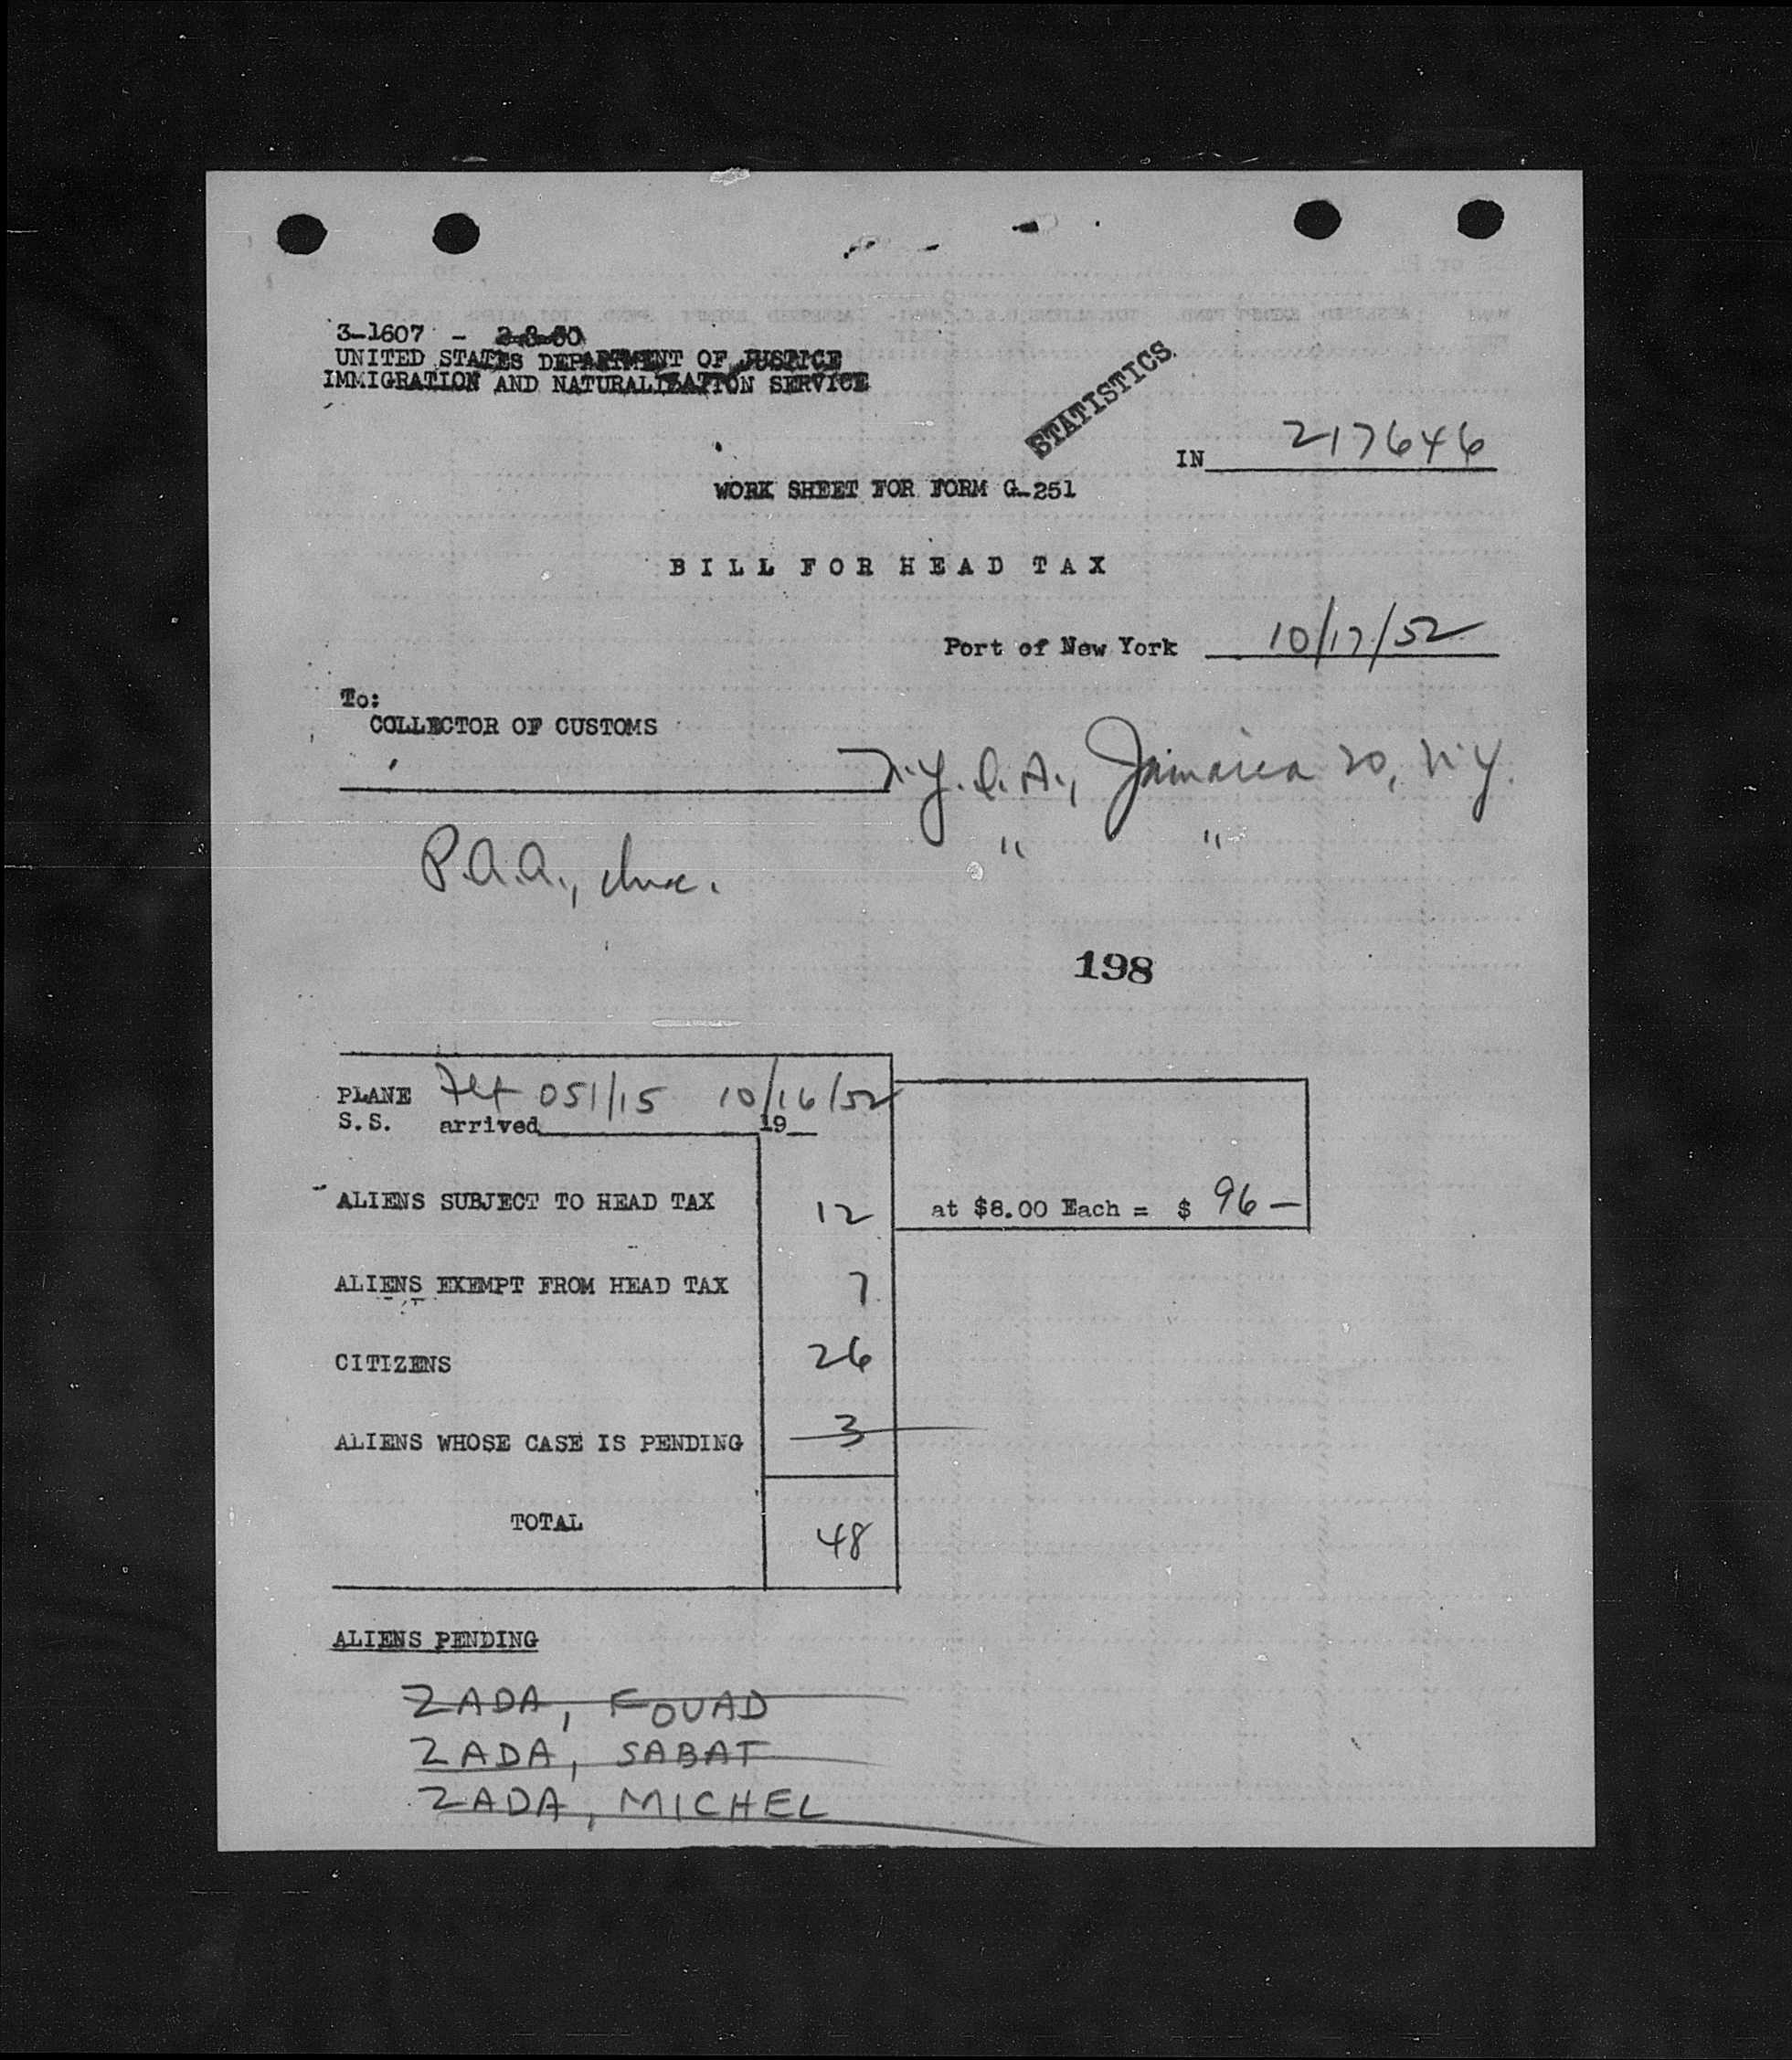 3-1607 - 2-8-50
UNITED STATES DEPARTMENT OF JUSTICE
IMMIGRATION AND NATURALIZATION SERVICE
STATISTICS
IN 217646
WORK SHEET FOR FORM G-251
BILL FOR HEAD TAX
Port of New York 10/17/52
To:
COLLECTOR OF CUSTOMS
N.Y.I.A., Jamaica 20, N.Y.
P.A.A., Inc. " "
198
PLANE Flt 051/15 10/16/52
S.S. arrived 19
ALIENS SUBJECT TO HEAD TAX 12 at $8.00 Each = $ 96 —
ALIENS EXEMPT FROM HEAD TAX 7
CITIZENS 26
ALIENS WHOSE CASE IS PENDING 3
TOTAL 48
ALIENS PENDING
ZADA, FOUAD
ZADA, SABAT
ZADA, MICHEL